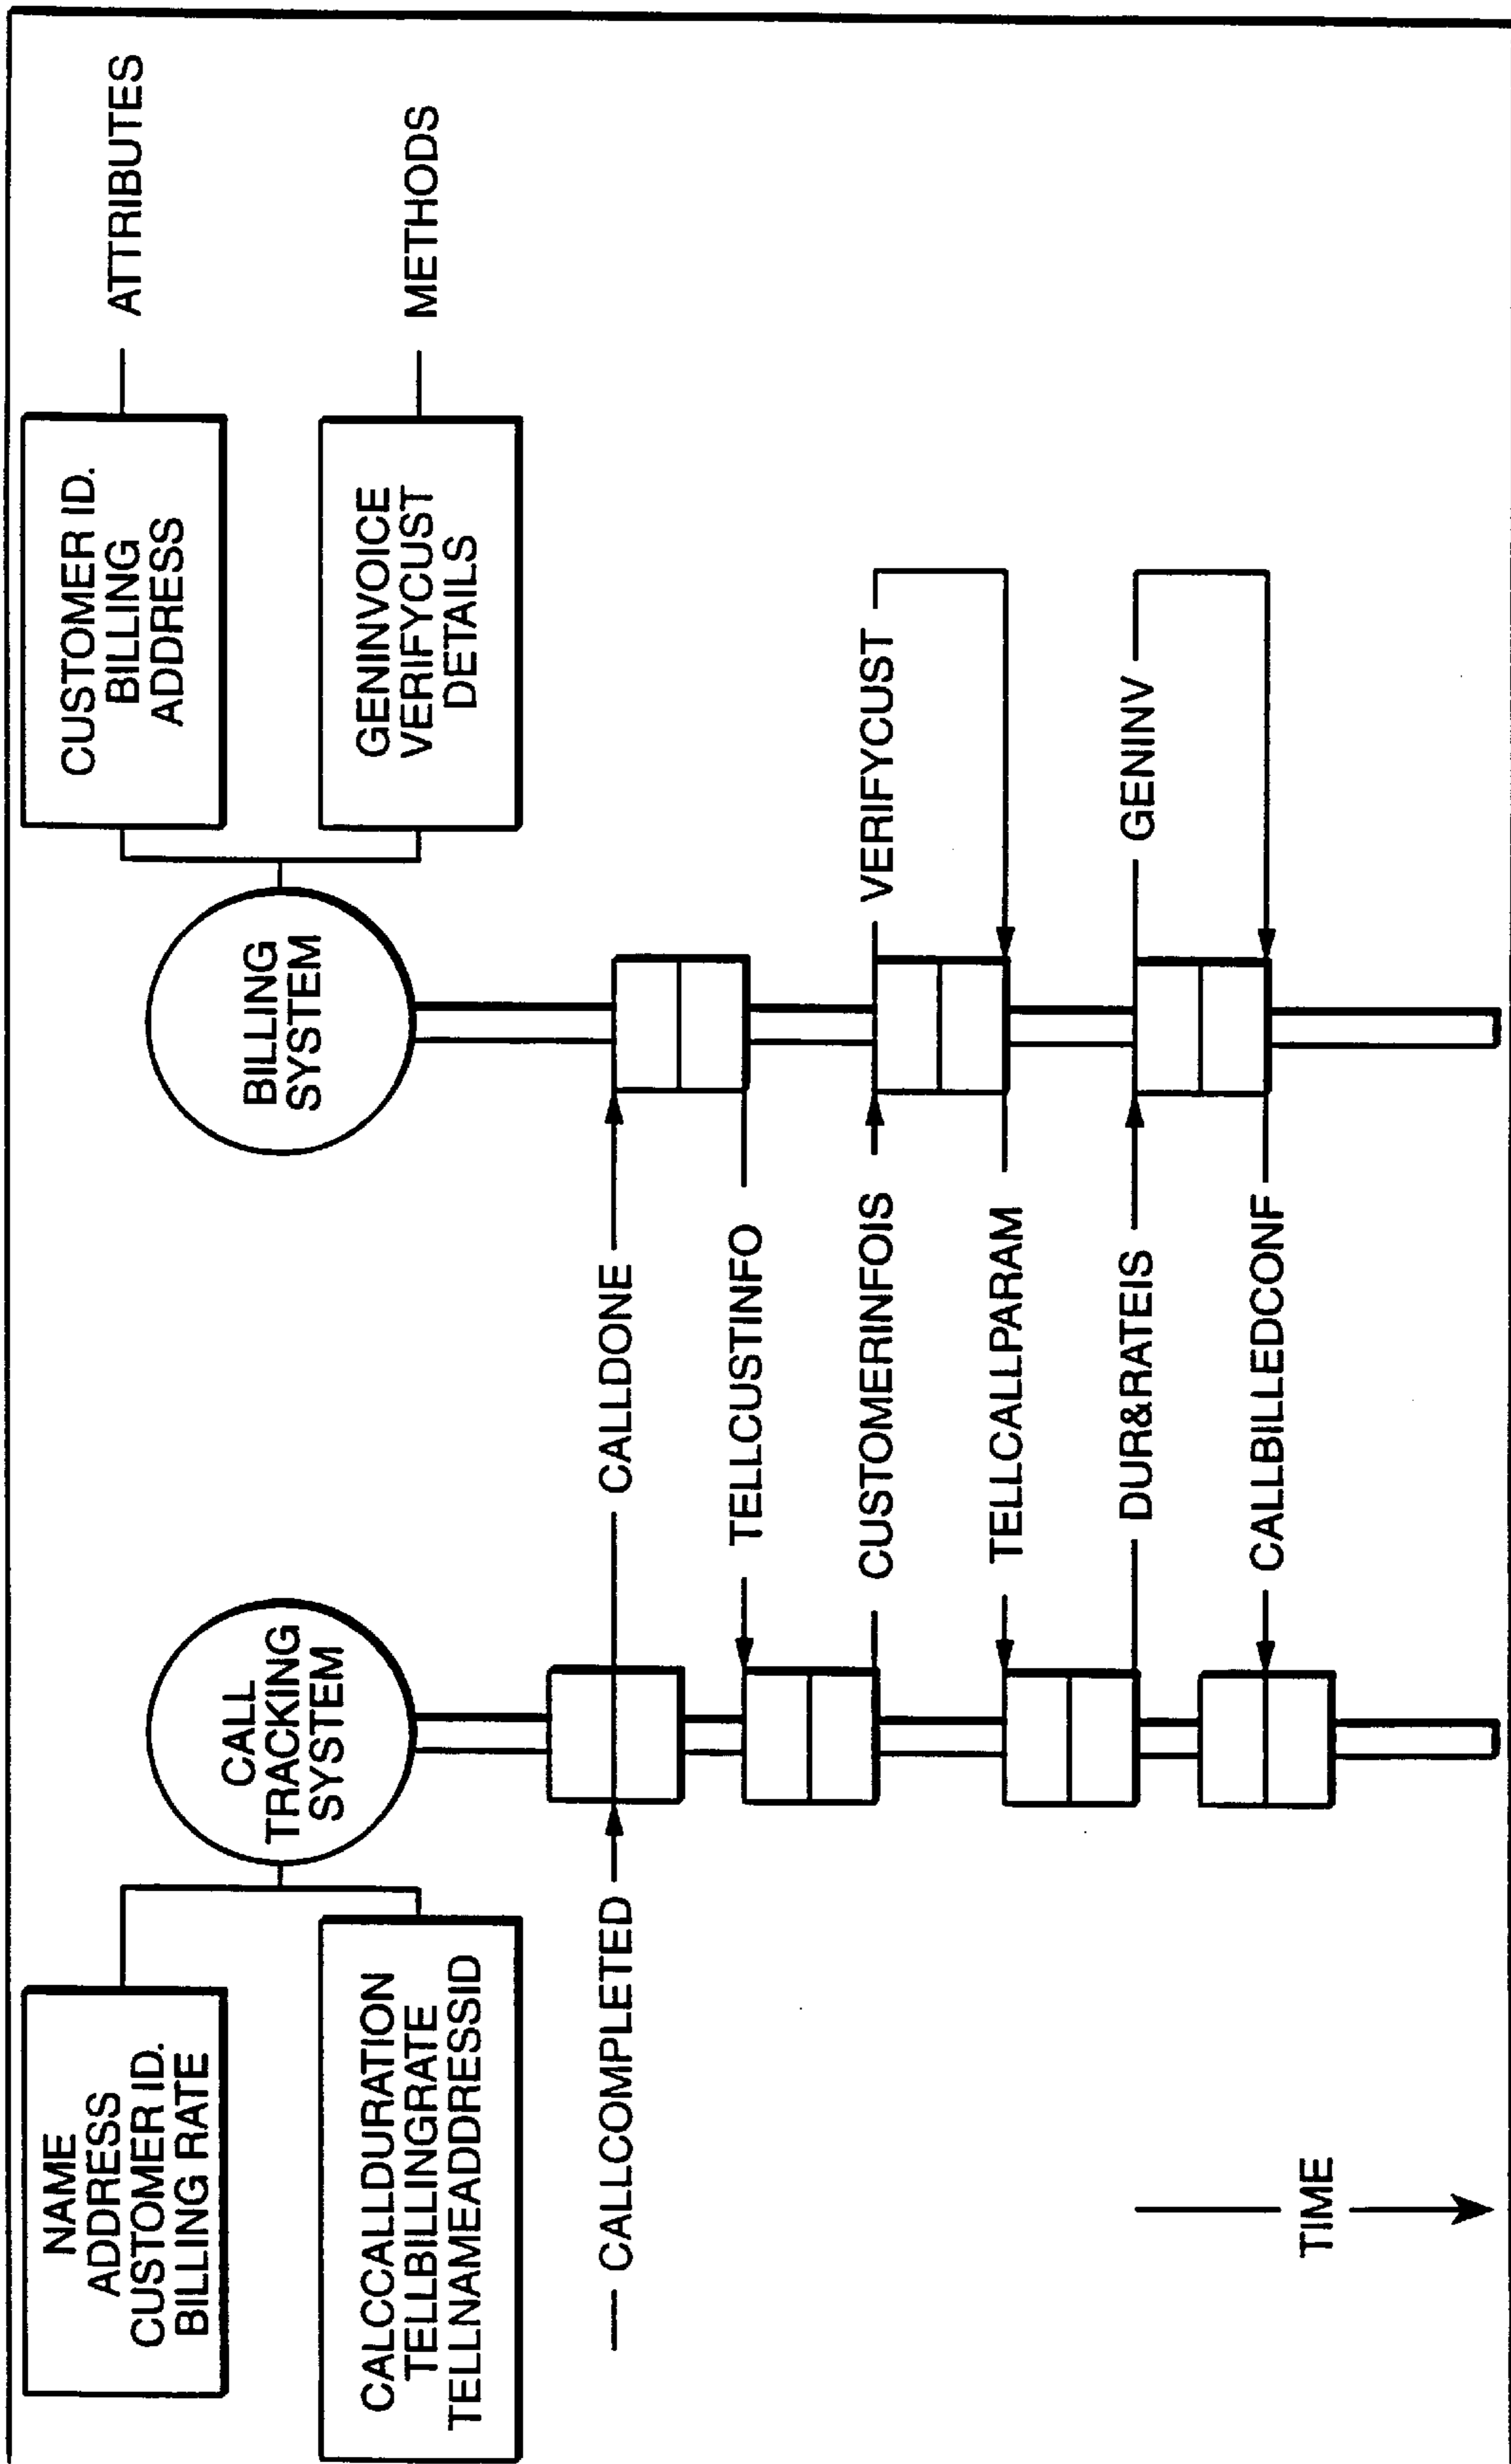 NAME
ADDRESS
CUSTOMER ID.
BILLING RATE
CALCCALLDURATION
TELLBILLINGRATE
TELLNAMEADDRESSID
CALL
TRACKING
SYSTEM
BILLING
SYSTEM
CUSTOMER ID.
BILLING
ADDRESS
ATTRIBUTES
GENINVOICE
VERIFYCUST
DETAILS
METHODS
CALLCOMPLETED
CALLDONE
TELLCUSTINFO
CUSTOMERINFOIS
VERIFYCUST
TELLCALLPARAM
DUR&RATEIS
GENINV
CALLBILLEDCONF
TIME